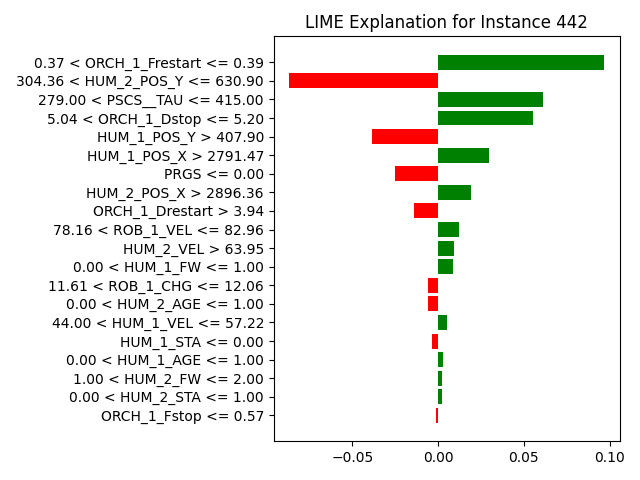 LIME Explanation for Instance 442
0.37 < ORCH_1_Frestart <= 0.39
304.36 < HUM_2_POS_Y <= 630.90
279.00 < PSCS__TAU <= 415.00
5.04 < ORCH_1_Dstop <= 5.20
HUM_1_POS_Y > 407.90
HUM_1_POS_X > 2791.47
PRGS <= 0.00
HUM_2_POS_X > 2896.36
ORCH_1_Drestart > 3.94
78.16 < ROB_1_VEL <= 82.96
HUM_2_VEL > 63.95
0.00 < HUM_1_FW <= 1.00
11.61 < ROB_1_CHG <= 12.06
0.00 < HUM_2_AGE <= 1.00
44.00 < HUM_1_VEL <= 57.22
HUM_1_STA <= 0.00
0.00 < HUM_1_AGE <= 1.00
1.00 < HUM_2_FW <= 2.00
0.00 < HUM_2_STA <= 1.00
ORCH_1_Fstop <= 0.57
−0.05 0.00 0.05 0.10